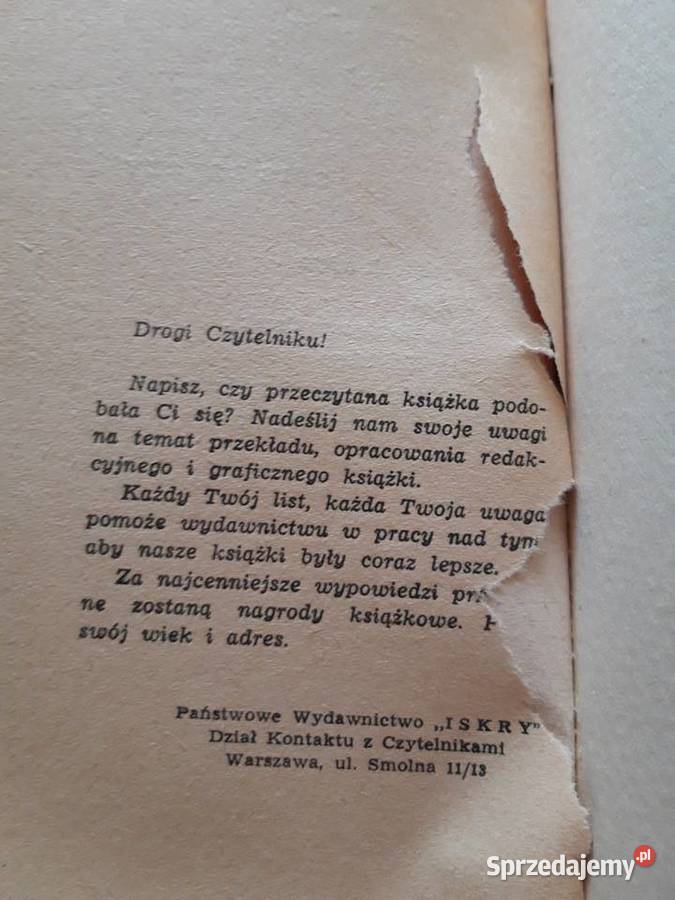 Drogi Czytelniku!
Napisz, czy przeczytana książka podo-
bała Ci się? Nadeślij nam swoje uwagi
na temat przekładu, opracowania redak-
cyjnego i graficznego książki.
Każdy Twój list, każda Twoja uwaga
pomoże wydawnictwu w pracy nad tym
aby nasze książki były coraz lepsze.
Za najcenniejsze wypowiedzi
ne zostaną nagrody książkowe.
swój wiek i adres.
Państwowe Wydawnictwo „ISKRY"
Dział Kontaktu z Czytelnikami
Warszawa, ul. Smolna 11/13
Sprzedajemy.pl